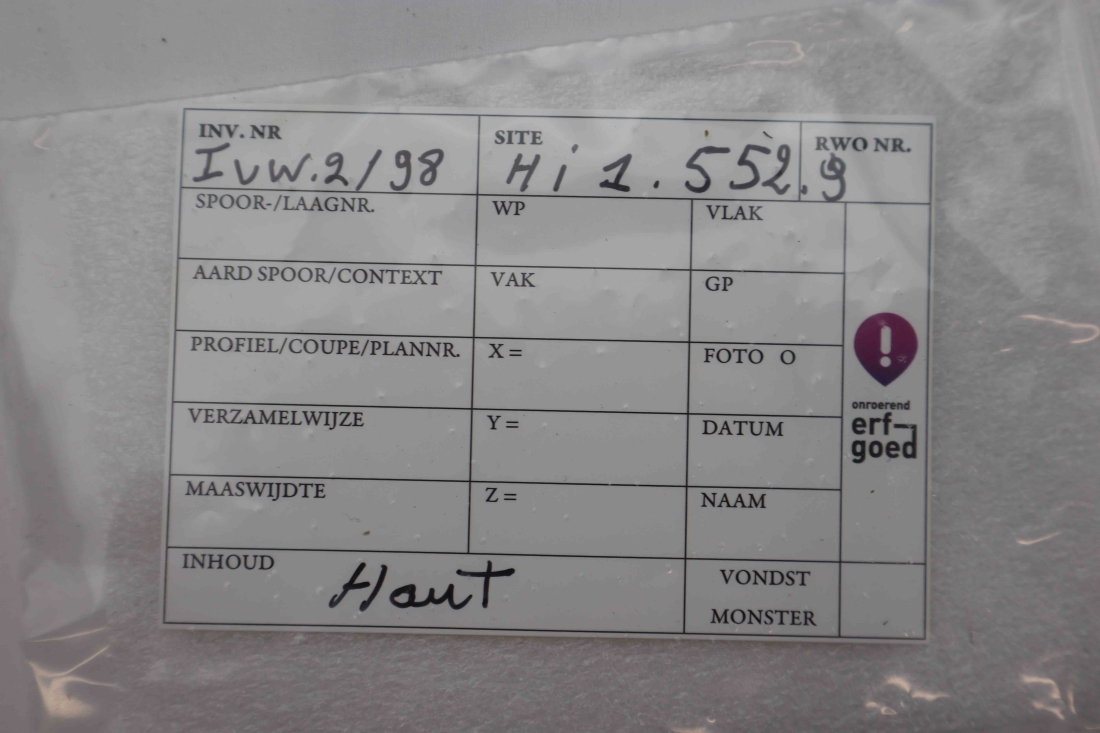 INV. NR SITE RWO NR.
IVW.2/98 Hi 1.552.9
SPOOR-/LAAGNR. WP VLAK
AARD SPOOR/CONTEXT VAK GP
PROFIEL/COUPE/PLANNR. X = FOTO O
VERZAMELWIJZE Y = DATUM
MAASWIJDTE Z = NAAM
INHOUD Hout VONDST
MONSTER
onroerend
erf-
goed